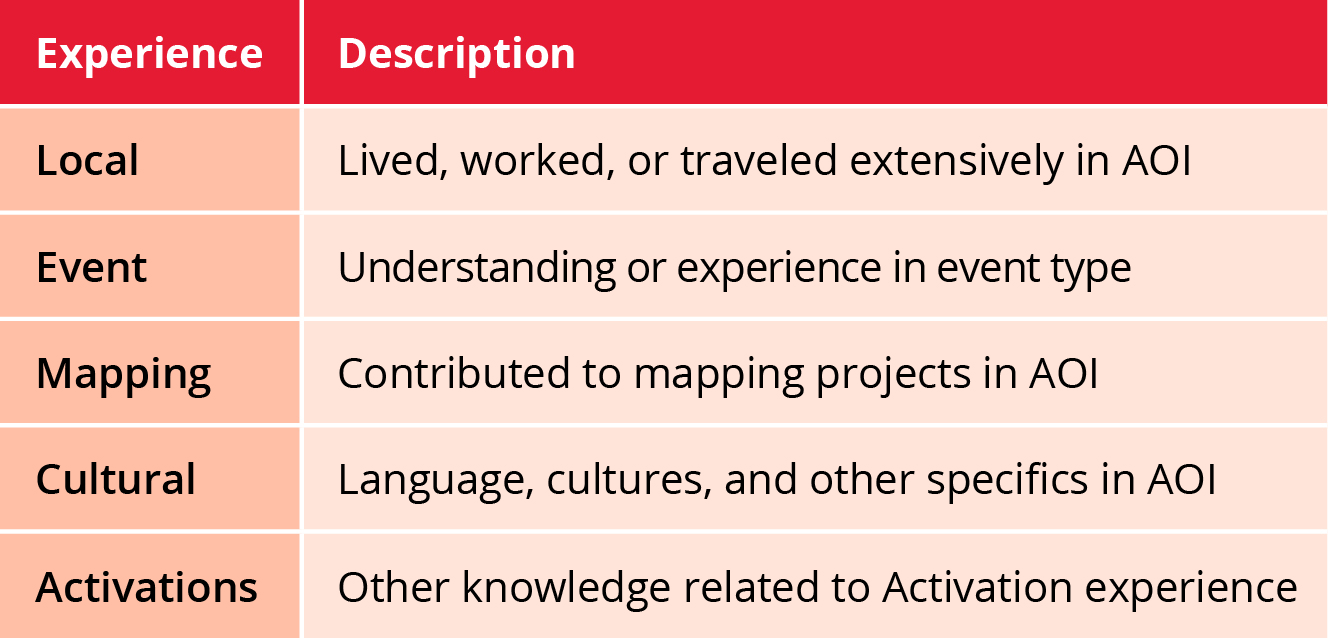 Experience Description
Local Lived, worked, or traveled extensively in AOI
Event Understanding or experience in event type
Mapping Contributed to mapping projects in AOI
Cultural Language, cultures, and other specifics in AOI
Activations Other knowledge related to Activation experience